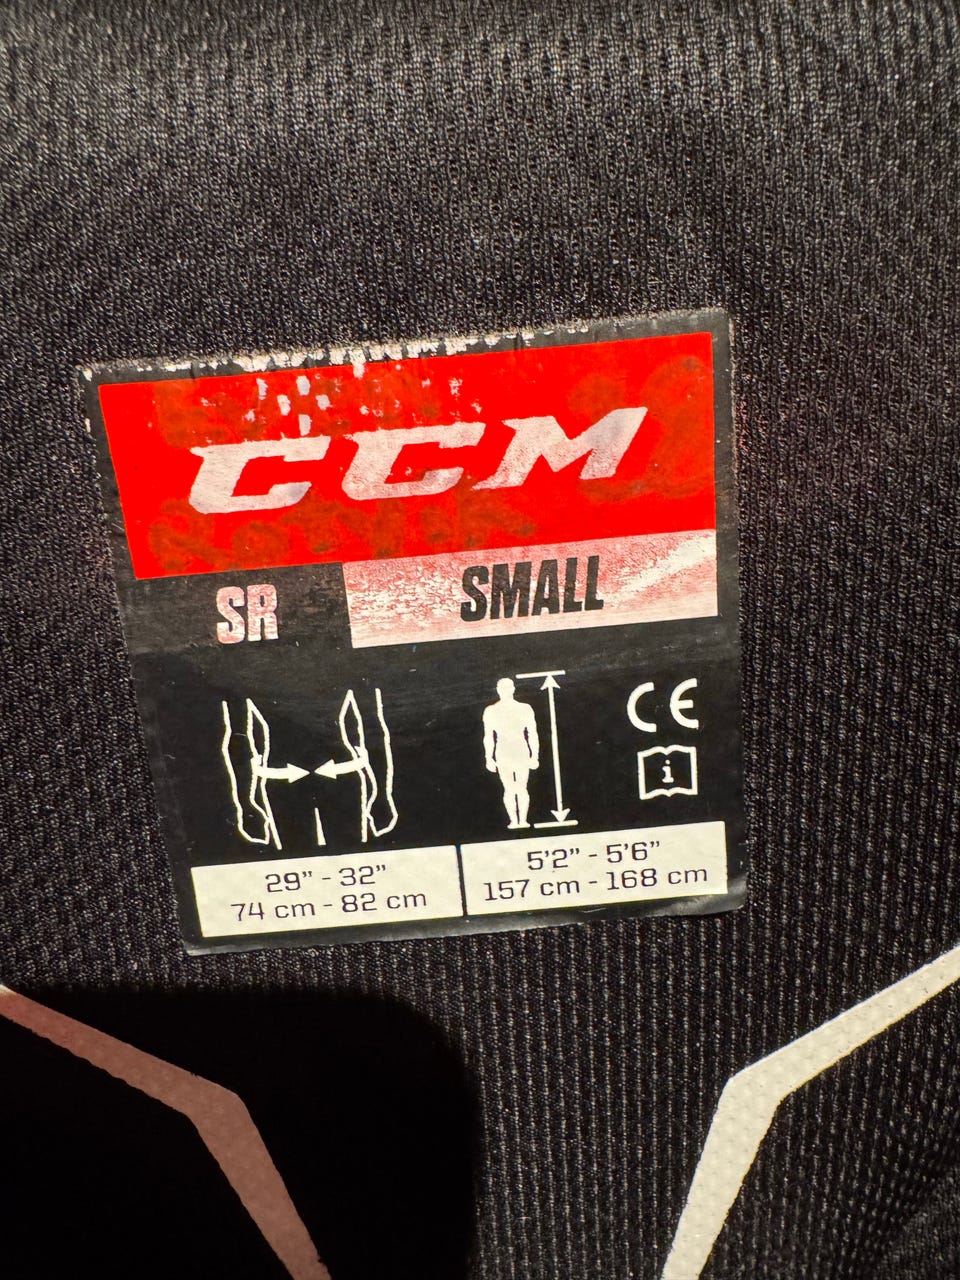 CCM
SR SMALL
CE
i
29” - 32”
74 cm - 82 cm
5’2” - 5’6”
157 cm - 168 cm